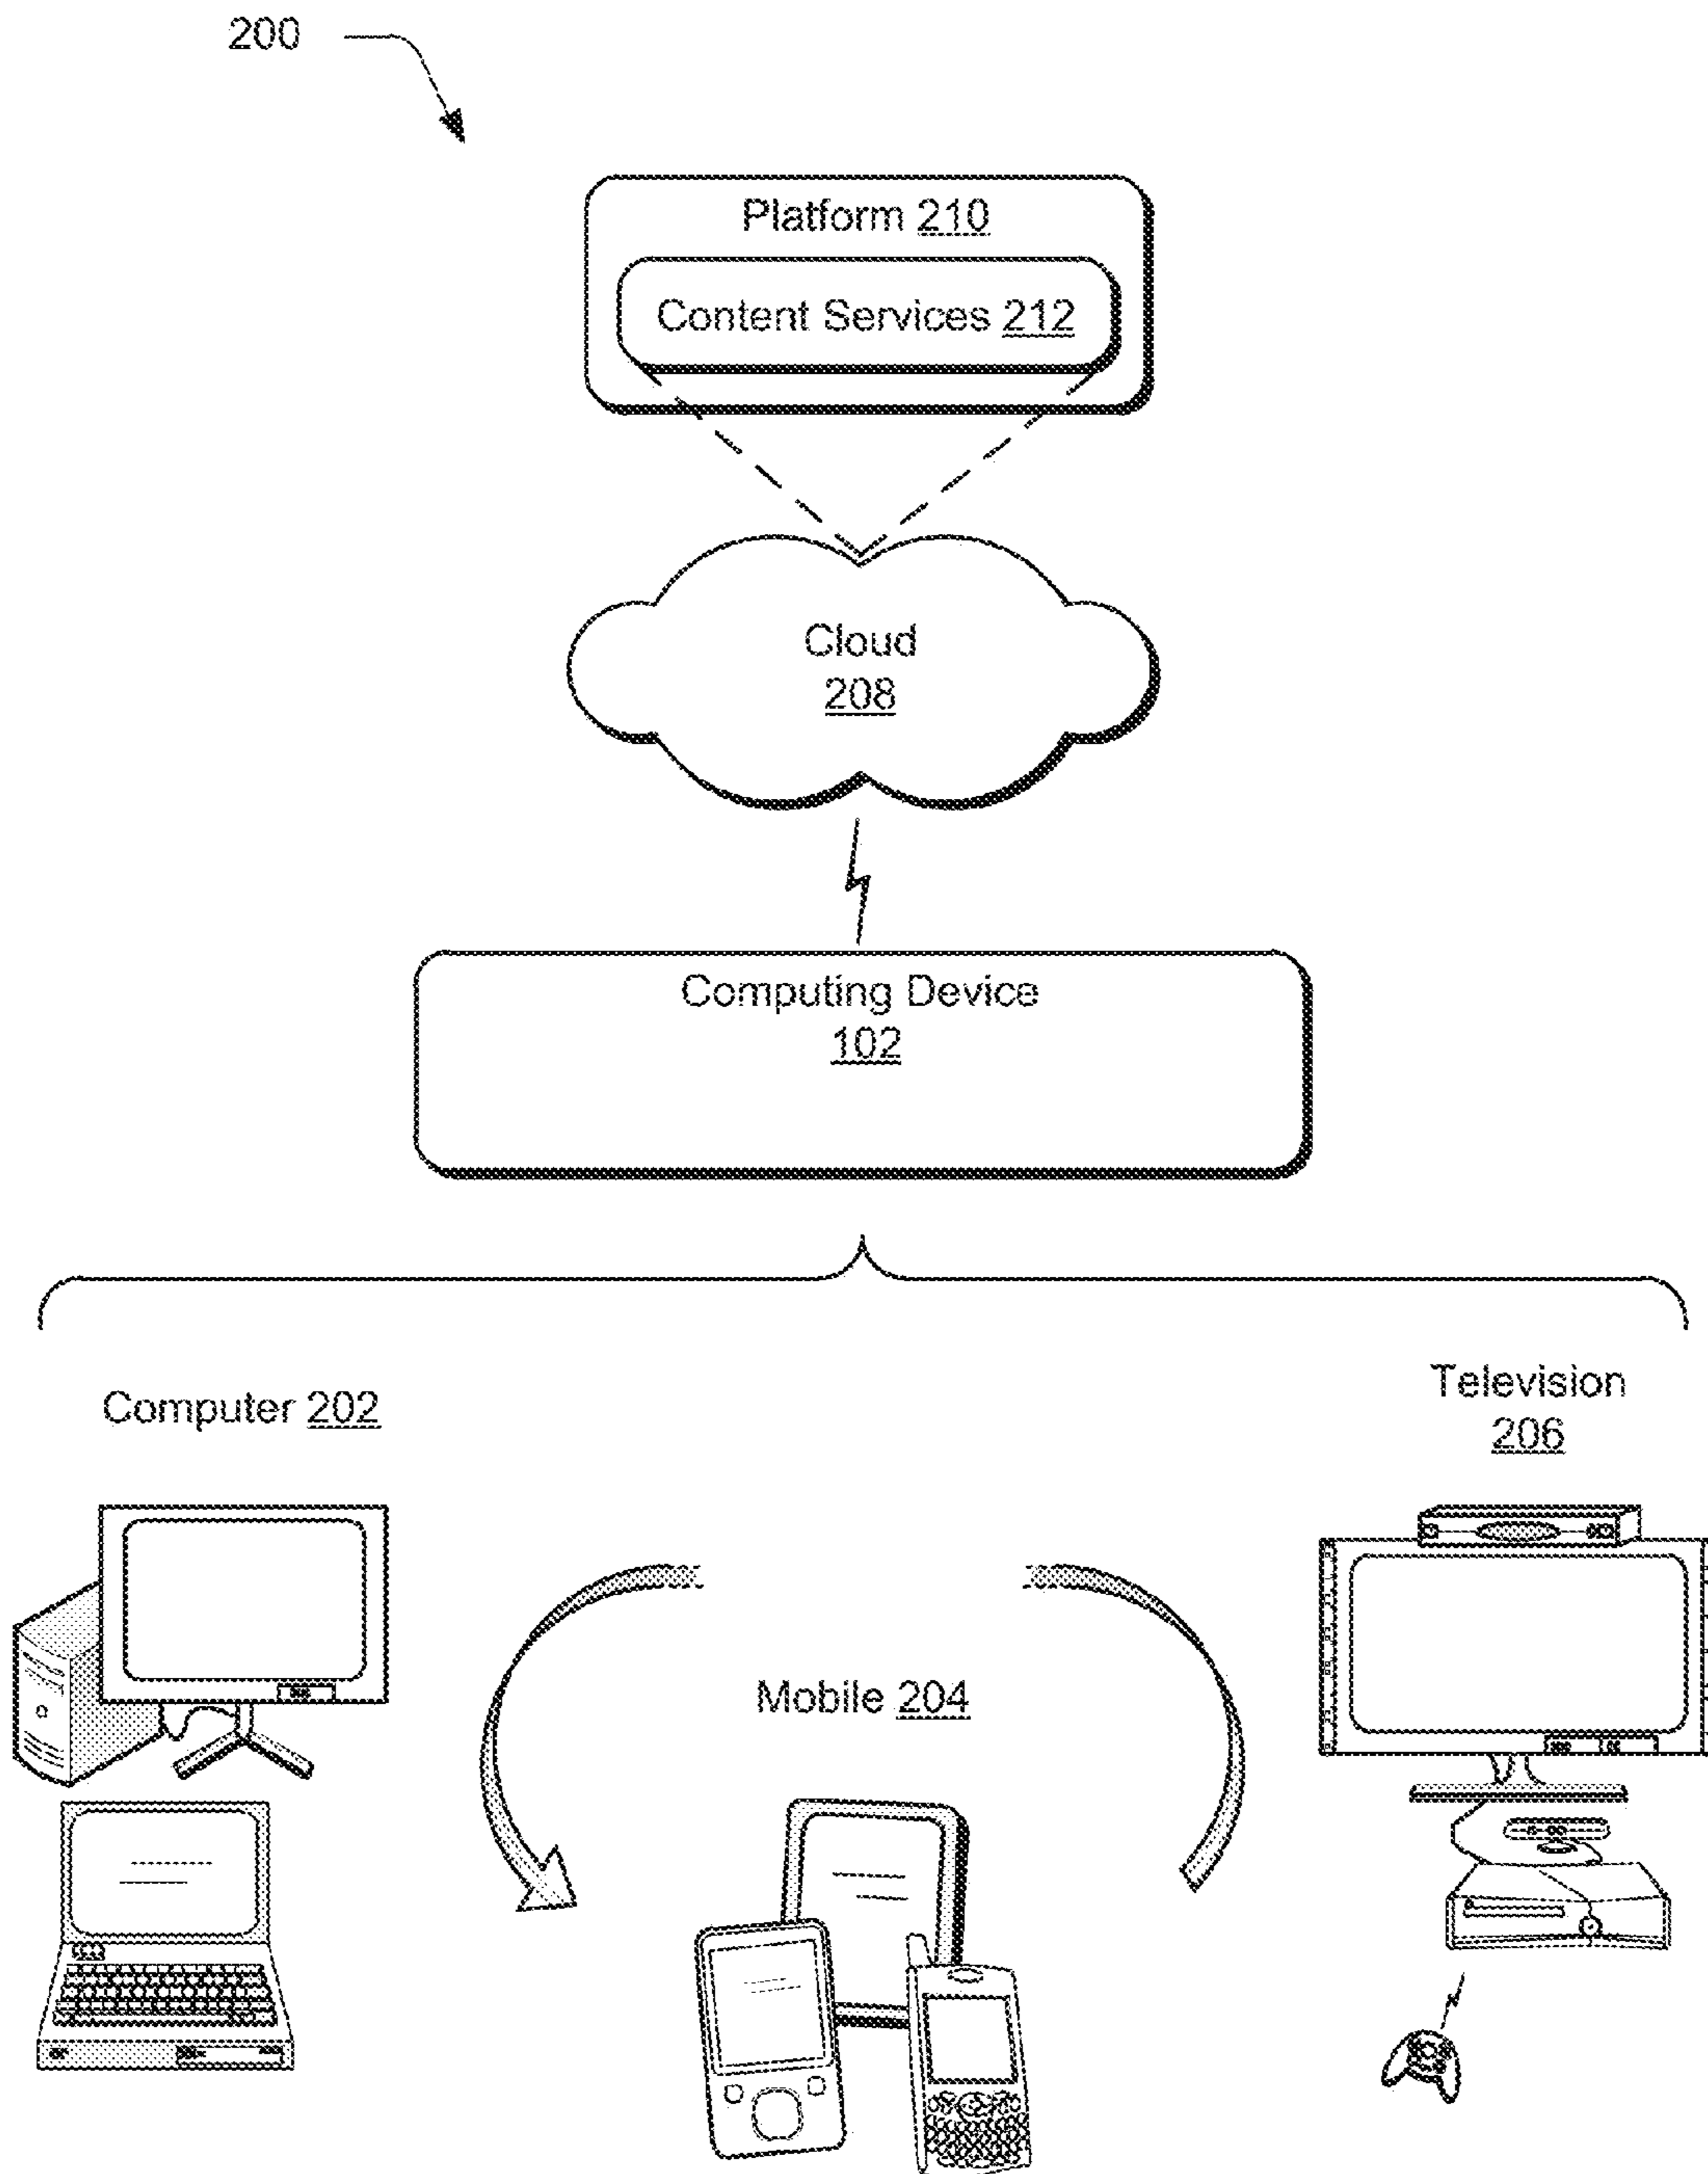 200
Platform 210
Content Services 212
Cloud
208
Computing Device
102
Computer 202
Television
206
Mobile 204